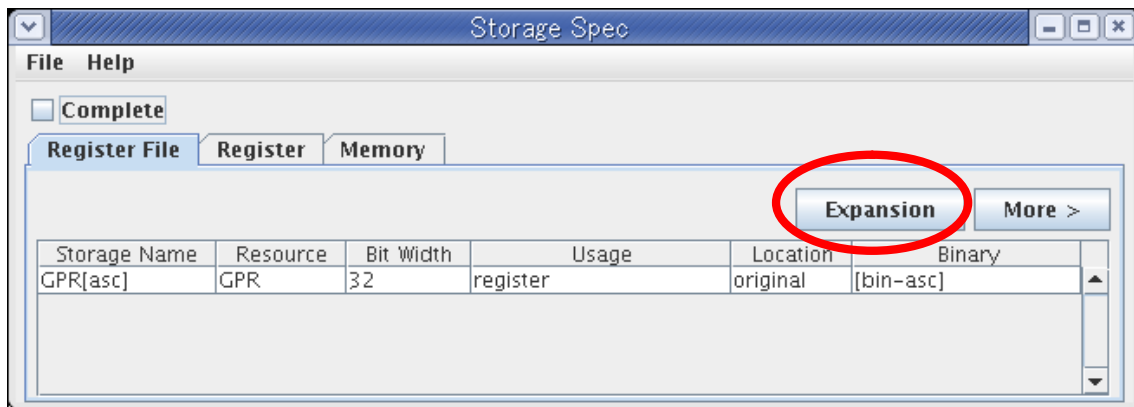 Storage Spec
File Help
Complete
Register File Register Memory
Expansion More >
Storage Name Resource Bit Width Usage Location Binary
GPR[asc] GPR 32 register original [bin-asc]